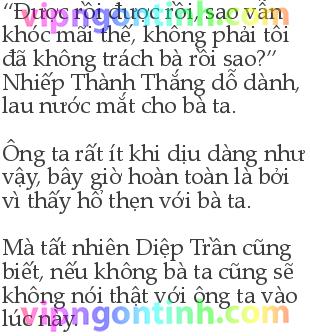 “Được rồi được rồi, sao vẫn
vipngontinh.com
khóc mãi thế, không phải tôi
đã không trách bà rồi sao?”
Nhiếp Thành Thắng dỗ dành,
lau nước mắt cho bà ta.
Ông ta rất ít khi dịu dàng như
vipngontinh.com
vậy, bây giờ hoàn toàn là bởi
vì thấy hổ thẹn với bà ta.
Mà tất nhiên Diệp Trần cũng
biết, nếu không bà ta cũng sẽ
không nói thật với ông ta vào
lúc này.
vipngontinh.com